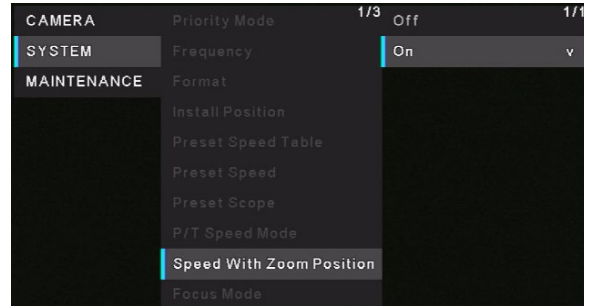 CAMERA
SYSTEM
MAINTENANCE
1/3
Priority Mode
Frequency
Format
Install Position
Preset Speed Table
Preset Speed
Preset Scope
P/T Speed Mode
Speed With Zoom Position
Focus Mode
1/1
Off
On v